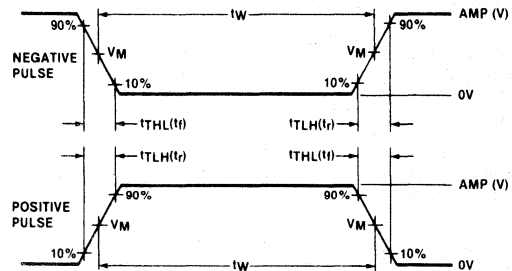 90%
tW
90%
AMP (V)
NEGATIVE
PULSE
VM
VM
10%
10%
0V
tTHL(tf)
tTLH(tr)
tTLH(tr)
tTHL(tf)
90%
90%
AMP (V)
POSITIVE
PULSE
VM
VM
10%
tW
10%
0V